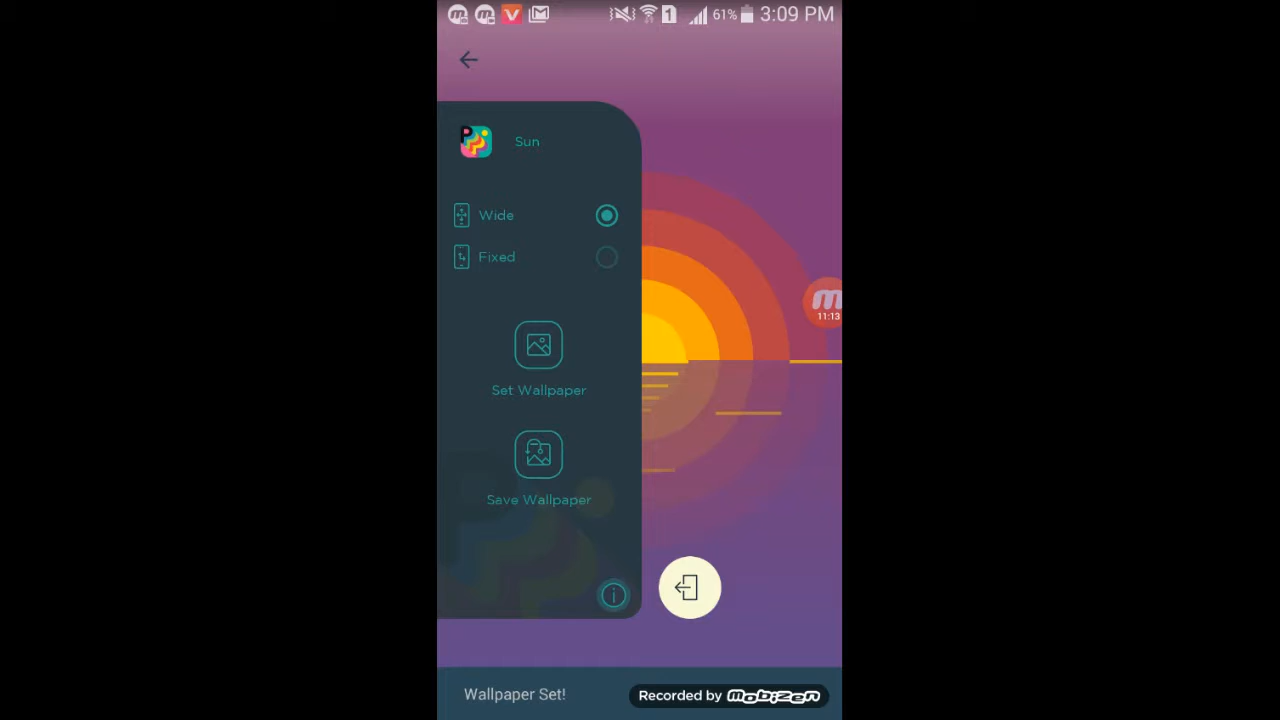 61% 3:09 PM
Sun
Wide
Fixed
11:13
Set Wallpaper
Save Wallpaper
Wallpaper Set!
Recorded by mobizen